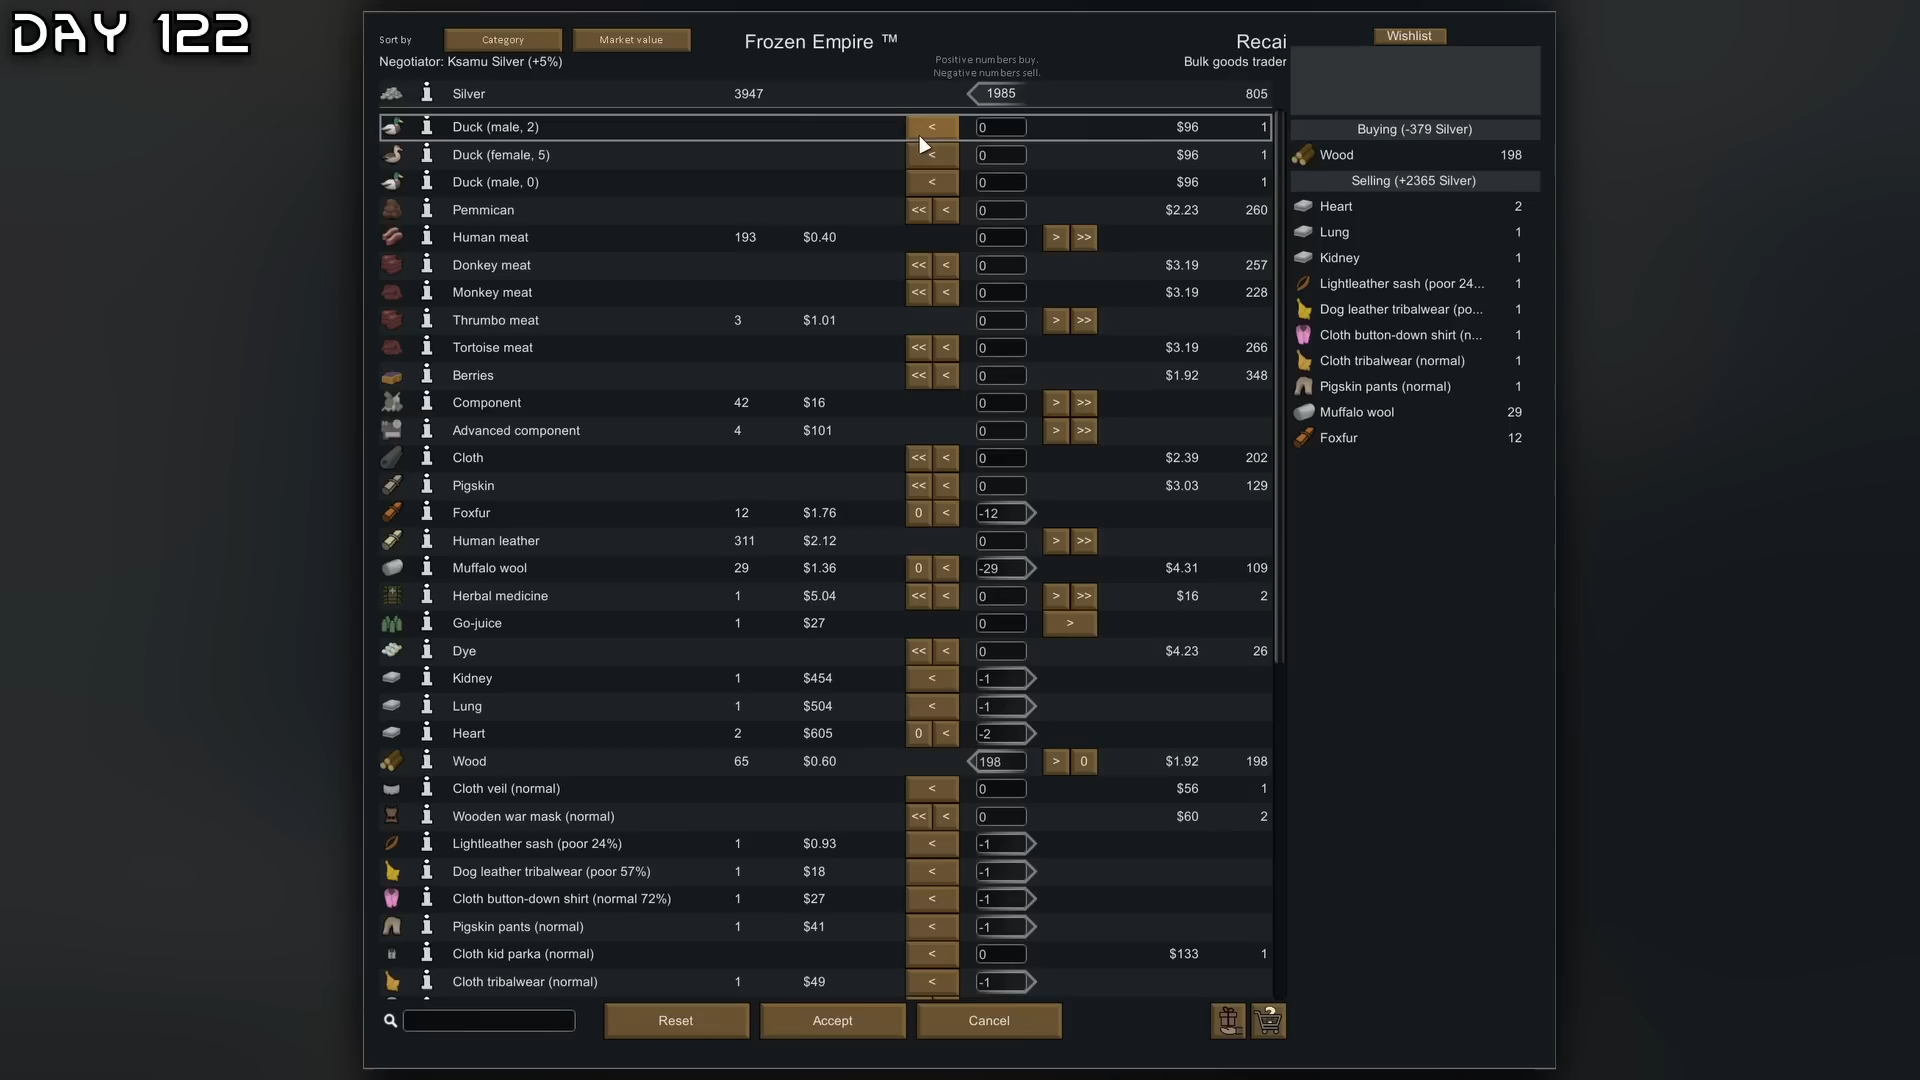 DAY 122
Sort by Category Market value Frozen Empire ™ Recai Wishlist
Negotiator: Ksamu Silver (+5%) Positive numbers buy. Bulk goods trader
Negative numbers sell.
Silver 3947 1985 805
Duck (male, 2) < 0 $96 1
Duck (female, 5) < 0 $96 1
Duck (male, 0) < 0 $96 1
Pemmican << < 0 $2.23 260
Human meat 193 $0.40 0 > >>
Donkey meat << < 0 $3.19 257
Monkey meat << < 0 $3.19 228
Thrumbo meat 3 $1.01 0 > >>
Tortoise meat << < 0 $3.19 266
Berries << < 0 $1.92 348
Component 42 $16 0 > >>
Advanced component 4 $101 0 > >>
Cloth << < 0 $2.39 202
Pigskin << < 0 $3.03 129
Foxfur 12 $1.76 0 < -12
Human leather 311 $2.12 0 > >>
Muffalo wool 29 $1.36 0 < -29 $4.31 109
Herbal medicine 1 $5.04 << < 0 > >> $16 2
Go-juice 1 $27 0 >
Dye << < 0 $4.23 26
Kidney 1 $454 < -1
Lung 1 $504 < -1
Heart 2 $605 0 < -2
Wood 65 $0.60 198 > 0 $1.92 198
Cloth veil (normal) < 0 $56 1
Wooden war mask (normal) << < 0 $60 2
Lightleather sash (poor 24%) 1 $0.93 < -1
Dog leather tribalwear (poor 57%) 1 $18 < -1
Cloth button-down shirt (normal 72%) 1 $27 < -1
Pigskin pants (normal) 1 $41 < -1
Cloth kid parka (normal) < 0 $133 1
Cloth tribalwear (normal) 1 $49 < -1
Reset Accept Cancel
Buying (-379 Silver)
Wood 198
Selling (+2365 Silver)
Heart 2
Lung 1
Kidney 1
Lightleather sash (poor 24... 1
Dog leather tribalwear (po... 1
Cloth button-down shirt (n... 1
Cloth tribalwear (normal) 1
Pigskin pants (normal) 1
Muffalo wool 29
Foxfur 12